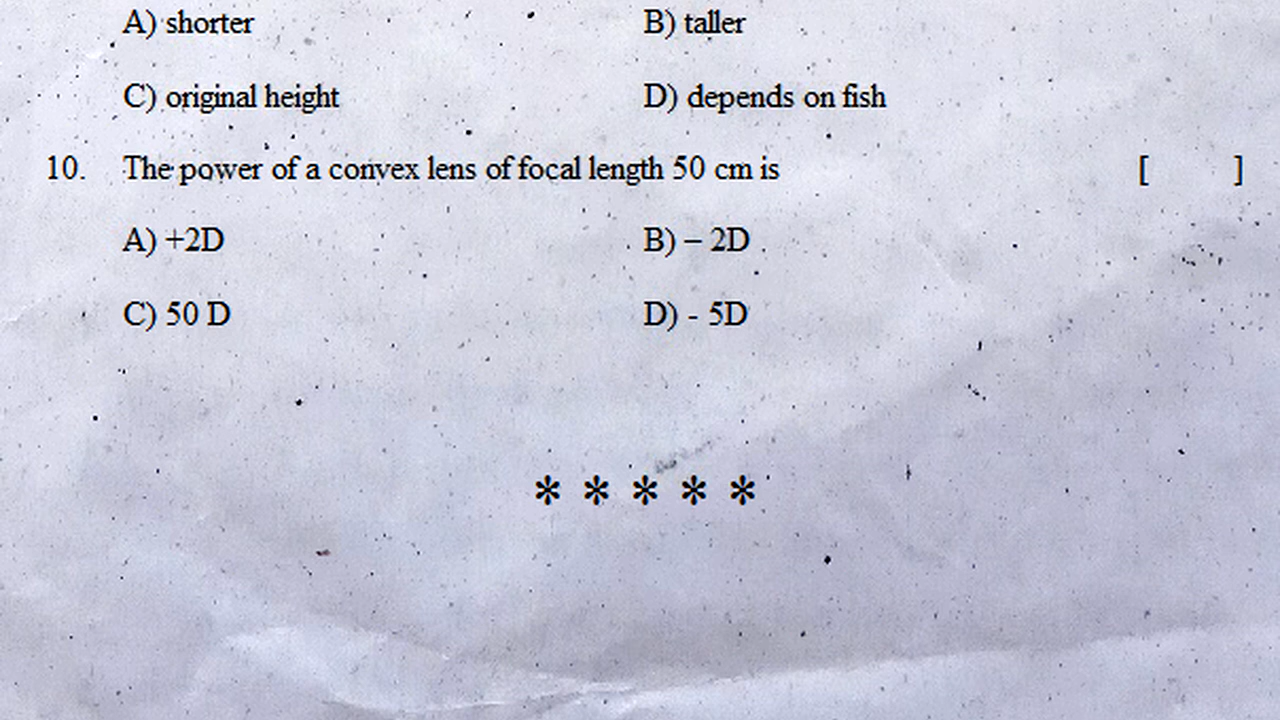 A) shorter B) taller
C) original height D) depends on fish
10. The power of a convex lens of focal length 50 cm is [ ]
A) +2D B) – 2D
C) 50 D D) - 5D
*****